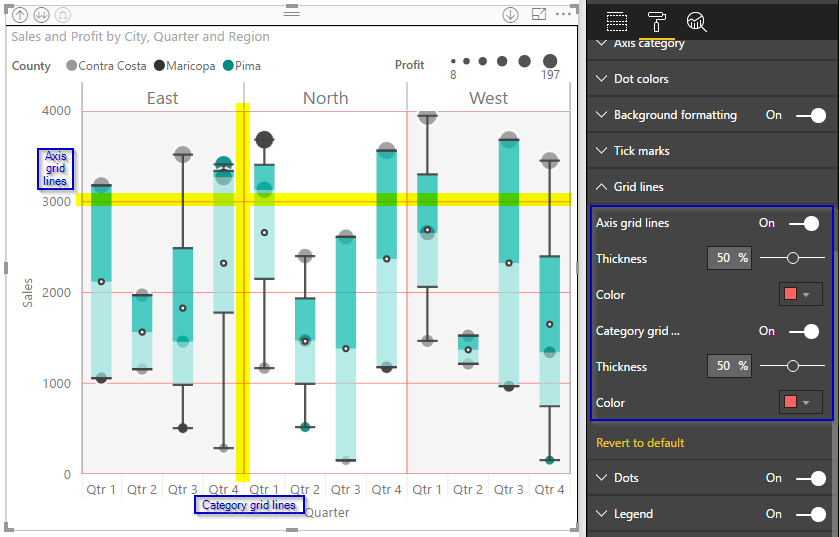 Sales and Profit by City, Quarter and Region
County Contra Costa Maricopa Pima Profit 8 197
East North West
4000
3000
2000
1000
0
Sales
Axis
grid
lines
Qtr 1 Qtr 2 Qtr 3 Qtr 4 Qtr 1 Qtr 2 Qtr 3 Qtr 4 Qtr 1 Qtr 2 Qtr 3 Qtr 4
Category grid lines
Quarter
Axis category
Dot colors
Background formatting On
Tick marks
Grid lines
Axis grid lines On
Thickness 50 %
Color
Category grid ... On
Thickness 50 %
Color
Revert to default
Dots On
Legend On